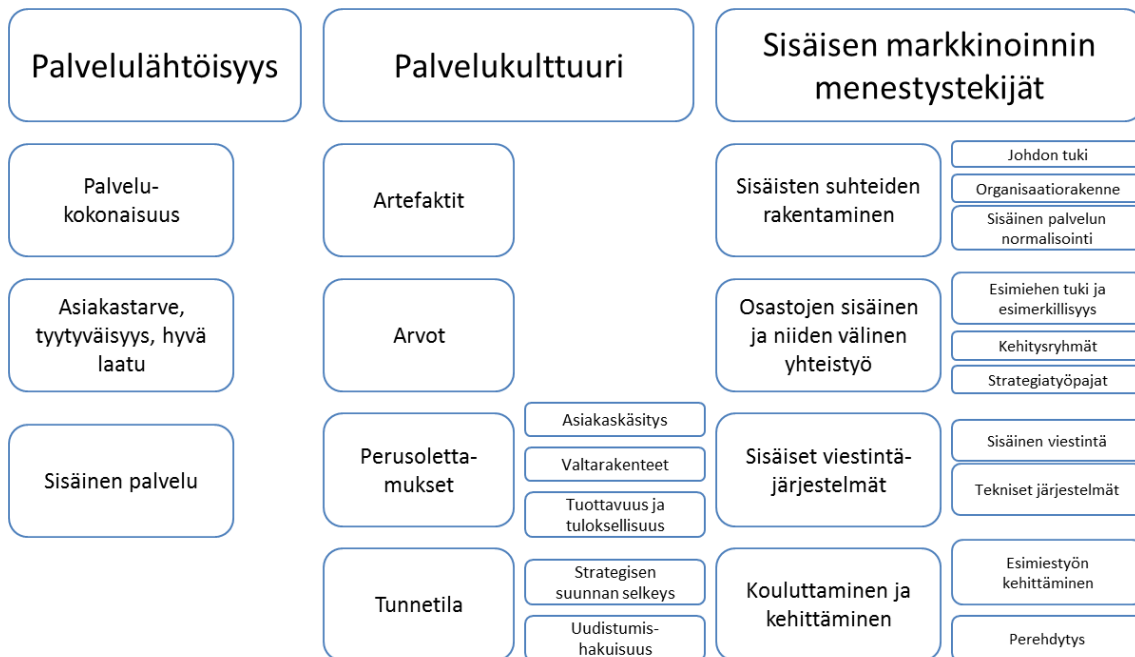 Palvelulähtöisyys
Palvelu-
kokonaisuus
Asiakastarve,
tyytyväisyys, hyvä
laatu
Sisäinen palvelu
Palvelukulttuuri
Artefaktit
Arvot
Perusoletta-
mukset
Asiakaskäsitys
Valtarakenteet
Tuottavuus ja
tuloksellisuus
Tunnetila
Strategisen
suunnan selkeys
Uudistumis-
hakuisuus
Sisäisen markkinoinnin
menestystekijät
Sisäisten suhteiden
rakentaminen
Johdon tuki
Organisaatiorakenne
Sisäinen palvelun
normalisointi
Osastojen sisäinen
ja niiden välinen
yhteistyö
Esimiehen tuki ja
esimerkillisyys
Kehitysryhmät
Strategiatyöpajat
Sisäiset viestintä-
järjestelmät
Sisäinen viestintä
Tekniset järjestelmät
Kouluttaminen ja
kehittäminen
Esimiestyön
kehittäminen
Perehdytys